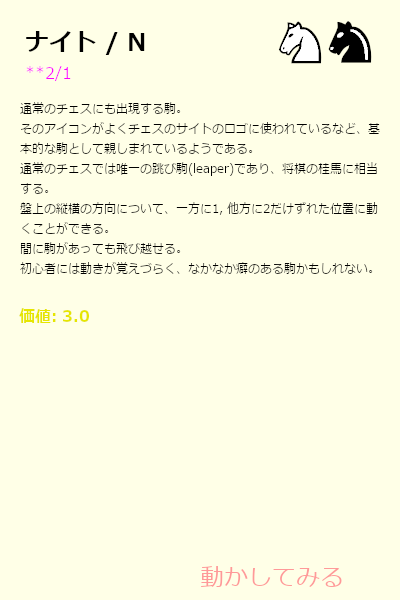 ナイト / N
**2/1
通常のチェスにも出現する駒。
そのアイコンがよくチェスのサイトのロゴに使われているなど、基
本的な駒として親しまれているようである。
通常のチェスでは唯一の跳び駒(leaper)であり、将棋の桂馬に相当
する。
盤上の縦横の方向について、一方に1, 他方に2だけずれた位置に動
くことができる。
間に駒があっても飛び越せる。
初心者には動きが覚えづらく、なかなか癖のある駒かもしれない。
価値: 3.0
動かしてみる